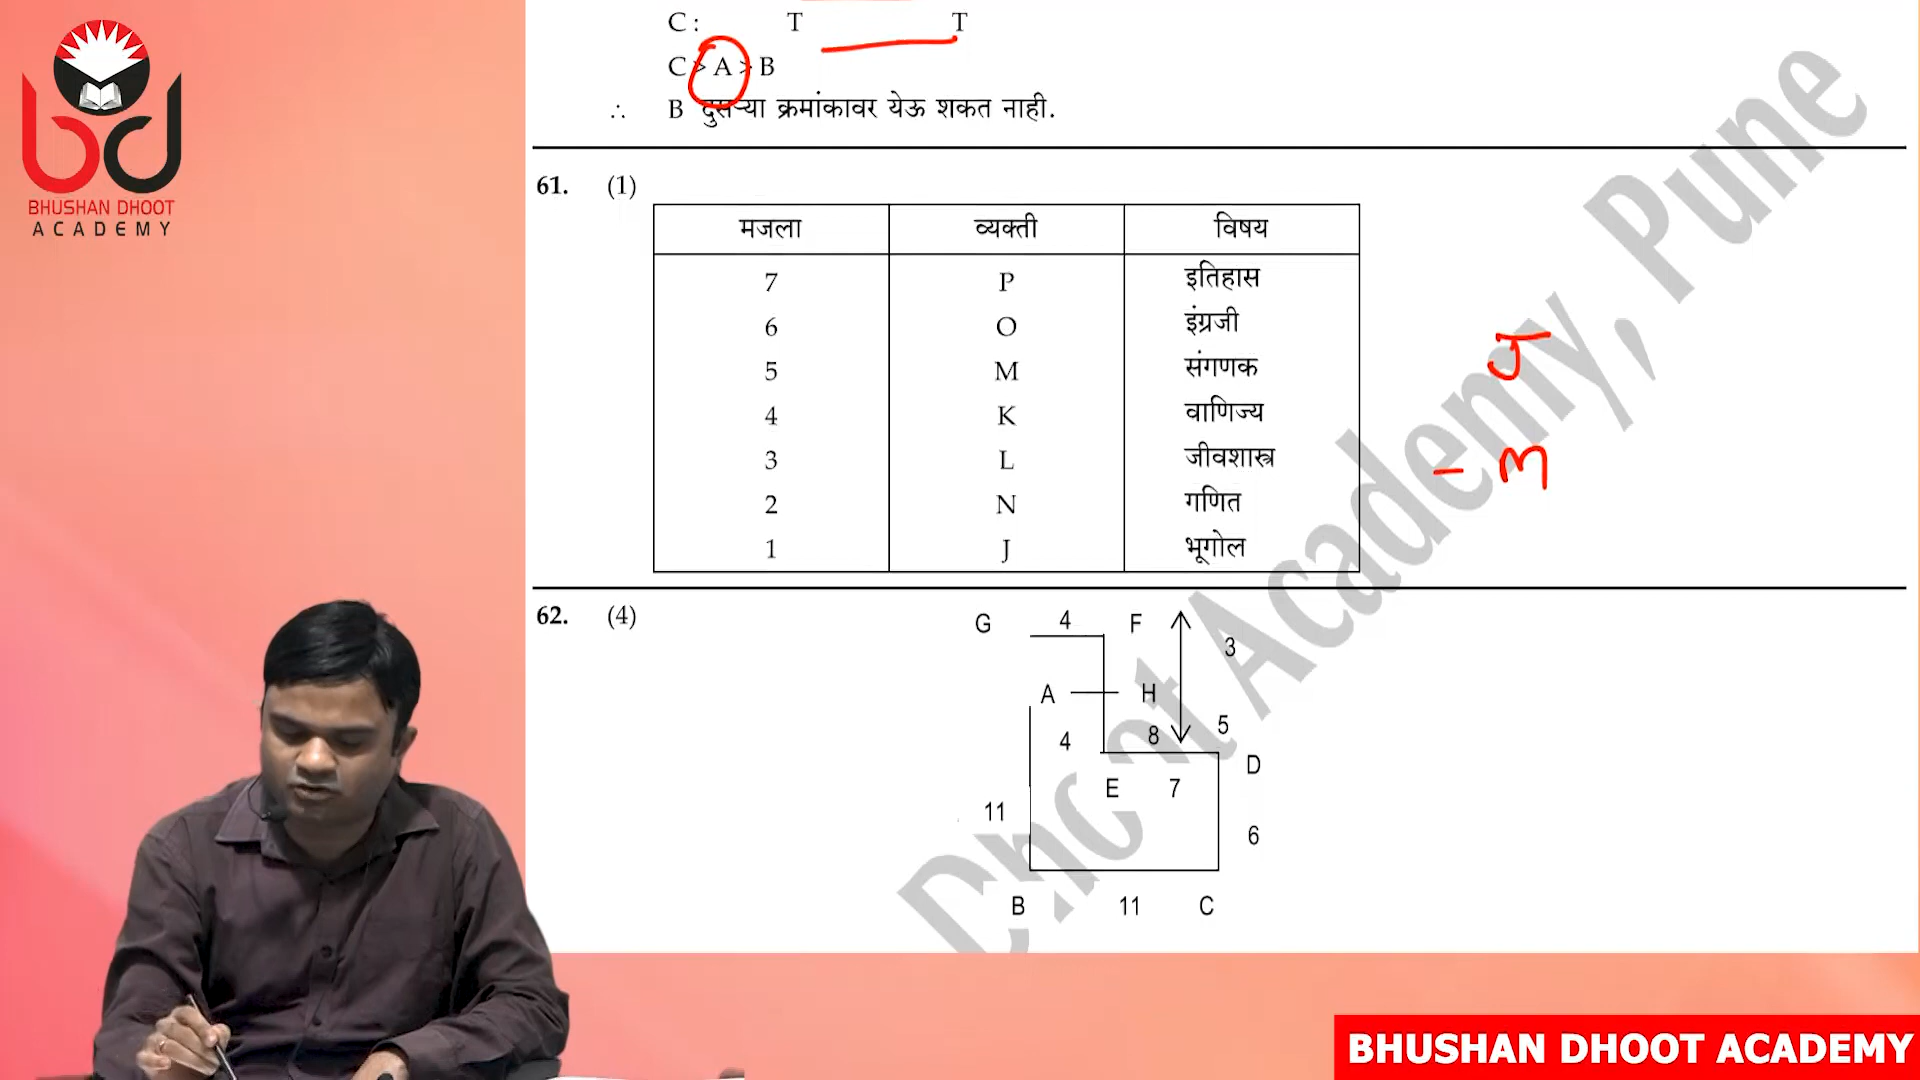 BHUSHAN DHOOT
ACADEMY
C : T T
C > A > B
∴ B दुसऱ्या क्रमांकावर येऊ शकत नाही.
61. (1)
मजला व्यक्ती विषय
7 P इतिहास
6 O इंग्रजी
5 M संगणक
4 K वाणिज्य
3 L जीवशास्त्र
2 N गणित
1 J भूगोल
J
- M
62. (4)
G 4 F 3
A H
4 8 5
D
E 7
11 6
B 11 C
Dhoot Academy, Pune
BHUSHAN DHOOT ACADEMY